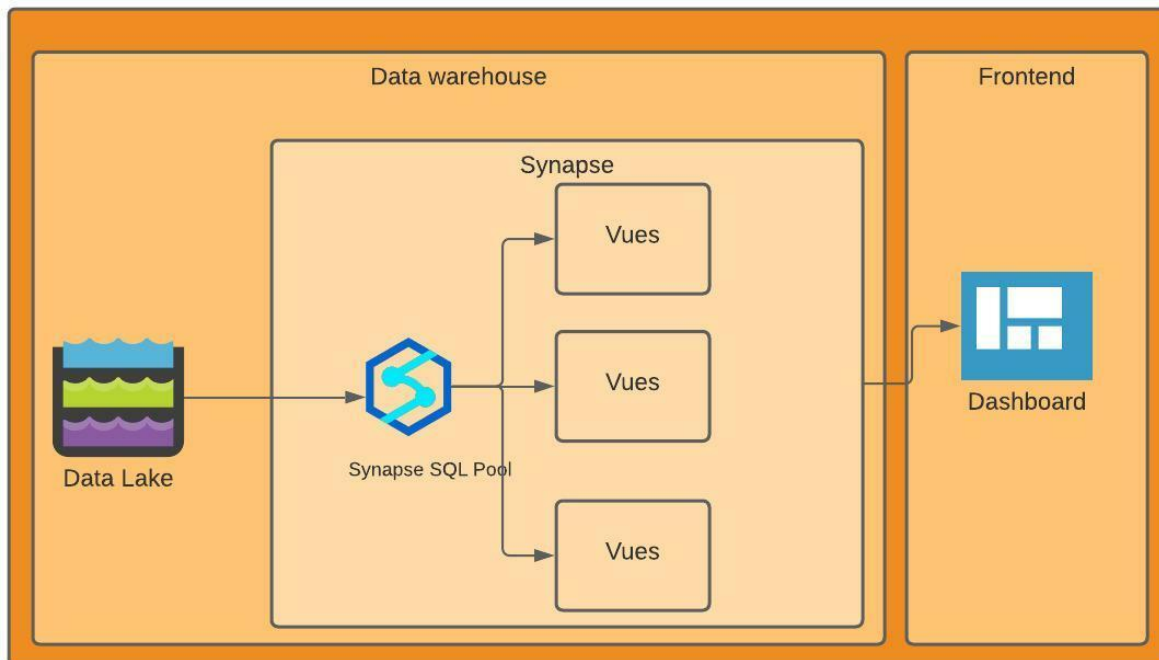 Data warehouse
Frontend
Synapse
Vues
Vues
Dashboard
Synapse SQL Pool
Data Lake
Vues